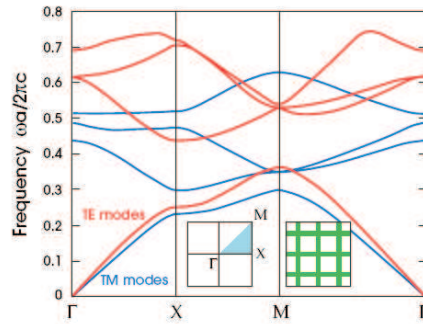 Frequency ωa/2πc
0.8
0.7
0.6
0.5
0.4
0.3
0.2
0.1
0
TE modes
TM modes
M
X
Γ
Γ
X
M
Γ